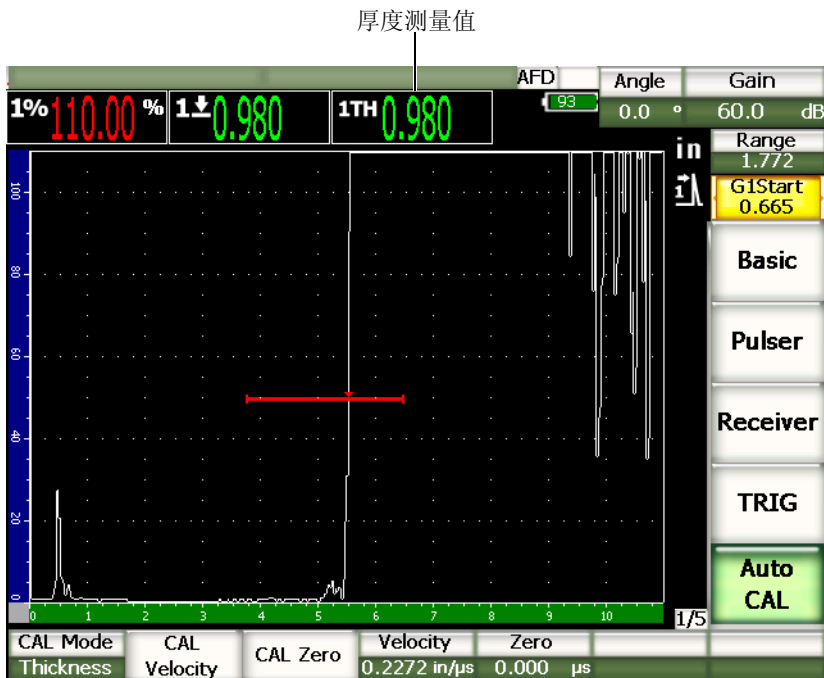 厚度测量值
AFD
Angle
Gain
1% 110.00 %
1 0.980
1TH 0.980
93
0.0 °
60.0 dB
in
Range
1.772
1
G1Start
0.665
Basic
Pulser
Receiver
TRIG
Auto
CAL
100
80
60
40
20
0
0 1 2 3 4 5 6 7 8 9 10
1/5
CAL Mode
Thickness
CAL
Velocity
CAL Zero
Velocity
0.2272 in/µs
Zero
0.000 µs